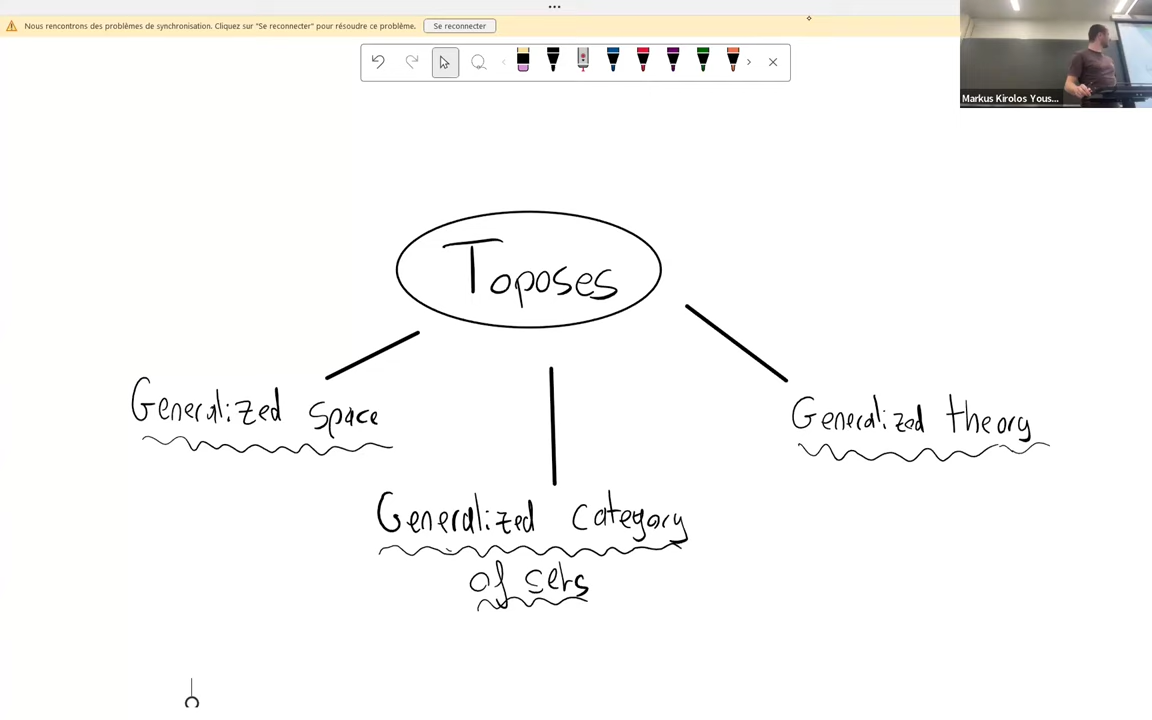 Nous rencontrons des problèmes de synchronisation. Cliquez sur "Se reconnecter" pour résoudre ce problème. Se reconnecter
Markus Kirolos Yous...
Toposes
Generalized space
Generalized theory
Generalized category
of sets